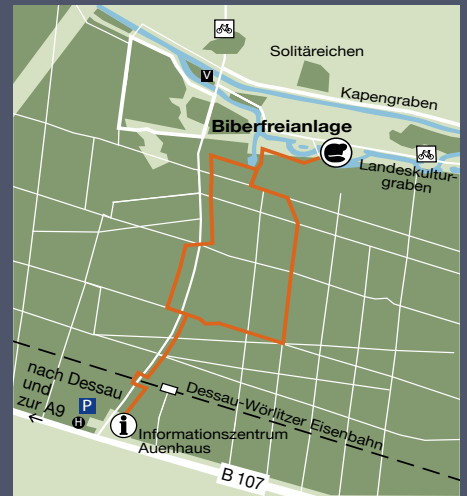 Solitäreichen
V
Kapengraben
Biberfreianlage
Landeskultur-
graben
nach Dessau
und
zur A9
P
H
i
Dessau-Wörlitzer Eisenbahn
Informationszentrum
Auenhaus
B 107